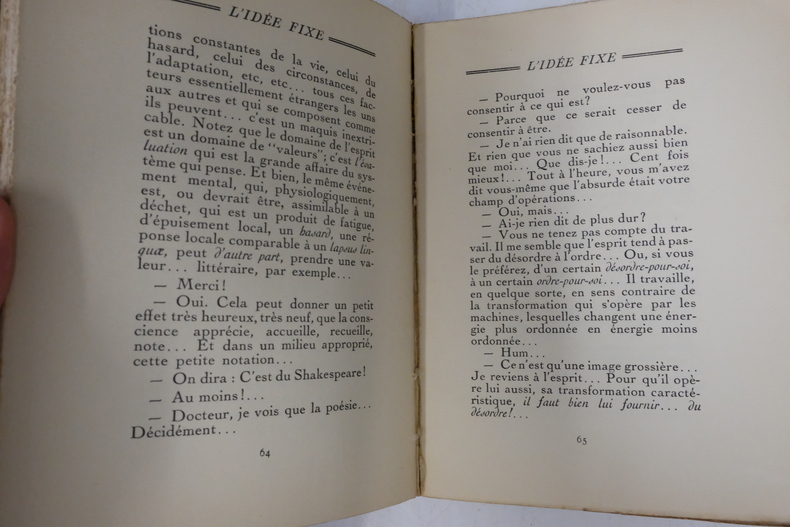 L'IDÉE FIXE
tions constantes de la vie, celui du
hasard, celui des circonstances, de
l'adaptation, etc, etc... tous ces fac-
teurs essentiellement étrangers les uns
aux autres et qui se composent comme
ils peuvent... c'est un maquis inextri-
cable. Notez que le domaine de l'esprit
est un domaine de "valeurs"; c'est l'éva-
luation qui est la grande affaire du sys-
tème qui pense. Et bien, le même événe-
ment mental, qui, physiologiquement,
est, ou devrait être, assimilable à un
déchet, qui est un produit de fatigue,
d'épuisement local, un hasard, une ré-
ponse locale comparable à un lapsus lin-
guæ, peut d'autre part, prendre une va-
leur... littéraire, par exemple...
— Merci!
— Oui. Cela peut donner un petit
effet très heureux, très neuf, que la cons-
cience apprécie, accueille, recueille,
note... Et dans un milieu approprié,
cette petite notation...
— On dira : C'est du Shakespeare!
— Au moins!...
— Docteur, je vois que la poésie...
Décidément...
64
L'IDÉE FIXE
— Pourquoi ne voulez-vous pas
consentir à ce qui est?
— Parce que ce serait cesser de
consentir à être.
— Je n'ai rien dit que de raisonnable.
Et rien que vous ne sachiez aussi bien
que moi... Que dis-je!... Cent fois
mieux!... Tout à l'heure, vous m'avez
dit vous-même que l'absurde était votre
champ d'opérations...
— Oui, mais...
— Ai-je rien dit de plus dur?
— Vous ne tenez pas compte du tra-
vail. Il me semble que l'esprit tend à pas-
ser du désordre à l'ordre... Ou, si vous
le préférez, d'un certain désordre-pour-soi,
à un certain ordre-pour-soi... Il travaille,
en quelque sorte, en sens contraire de
la transformation qui s'opère par les
machines, lesquelles changent une éner-
gie plus ordonnée en énergie moins
ordonnée...
— Hum...
— Ce n'est qu'une image grossière...
Je reviens à l'esprit... Pour qu'il opè-
re lui aussi, sa transformation caracté-
ristique, il faut bien lui fournir... du
désordre!...
65